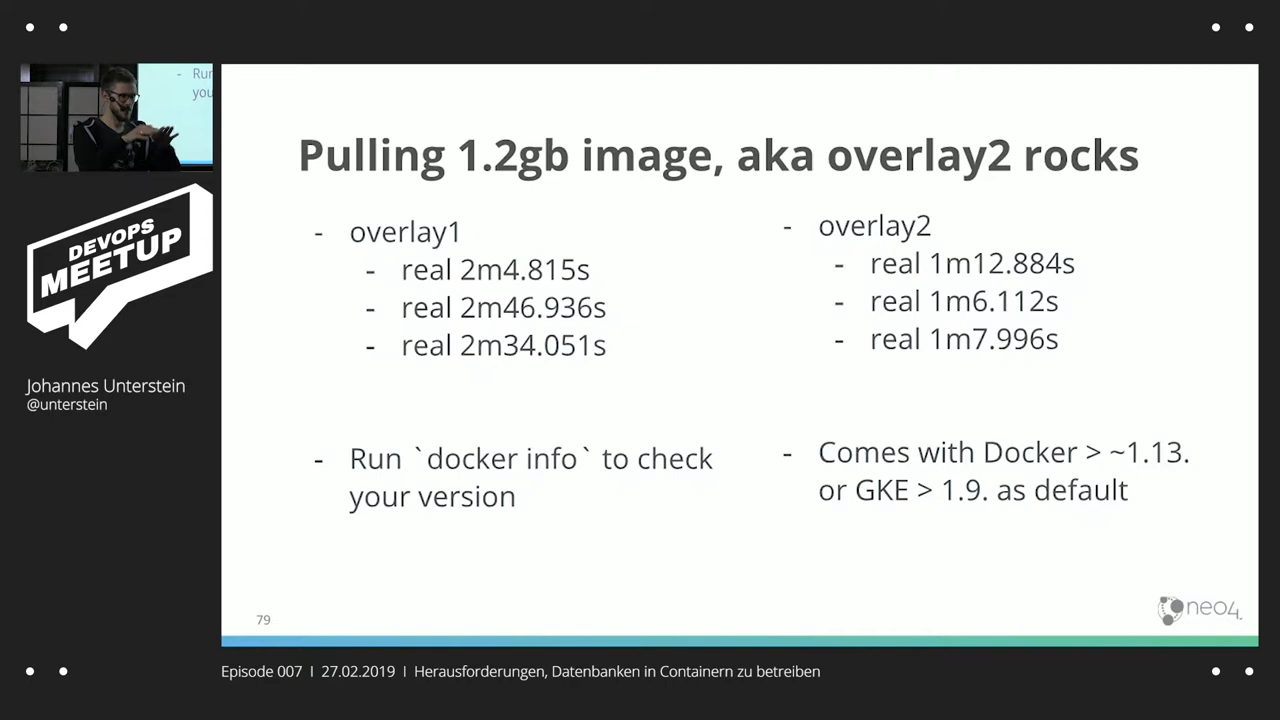 Run
you
DEVOPS
MEETUP
Johannes Unterstein
@unterstein
Pulling 1.2gb image, aka overlay2 rocks
- overlay1
- real 2m4.815s
- real 2m46.936s
- real 2m34.051s
- Run `docker info` to check
your version
- overlay2
- real 1m12.884s
- real 1m6.112s
- real 1m7.996s
- Comes with Docker > ~1.13.
or GKE > 1.9. as default
79
neo4j
Episode 007 I 27.02.2019 I Herausforderungen, Datenbanken in Containern zu betreiben